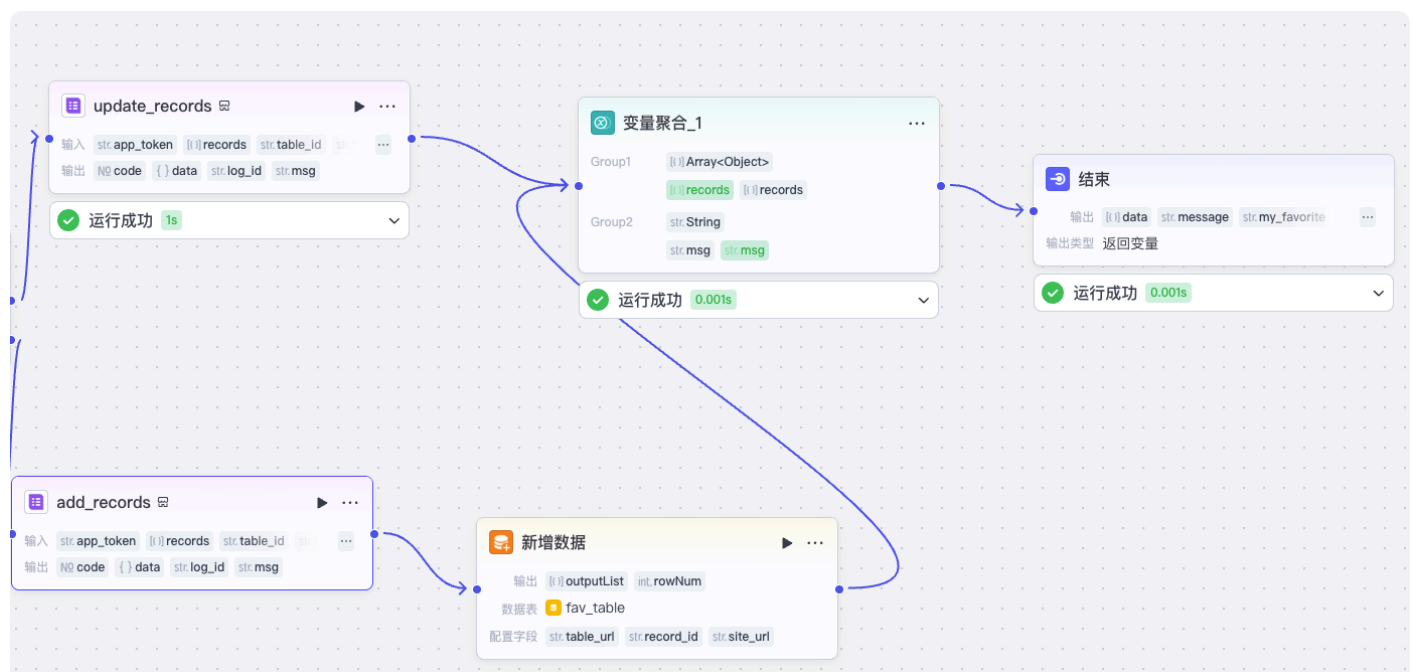 update_records
输入 str. app_token [()] records str. table_id
输出 № code { } data str. log_id str. msg
运行成功 1s
变量聚合_1
Group1 [()] Array<Object>
[()] records [()] records
Group2 str. String
str. msg str. msg
运行成功 0.001s
结束
输出 [()] data str. message str. my_favorite
输出类型 返回变量
运行成功 0.001s
add_records
输入 str. app_token [()] records str. table_id
输出 № code { } data str. log_id str. msg
新增数据
输出 [()] outputList int. rowNum
数据表 fav_table
配置字段 str. table_url str. record_id str. site_url